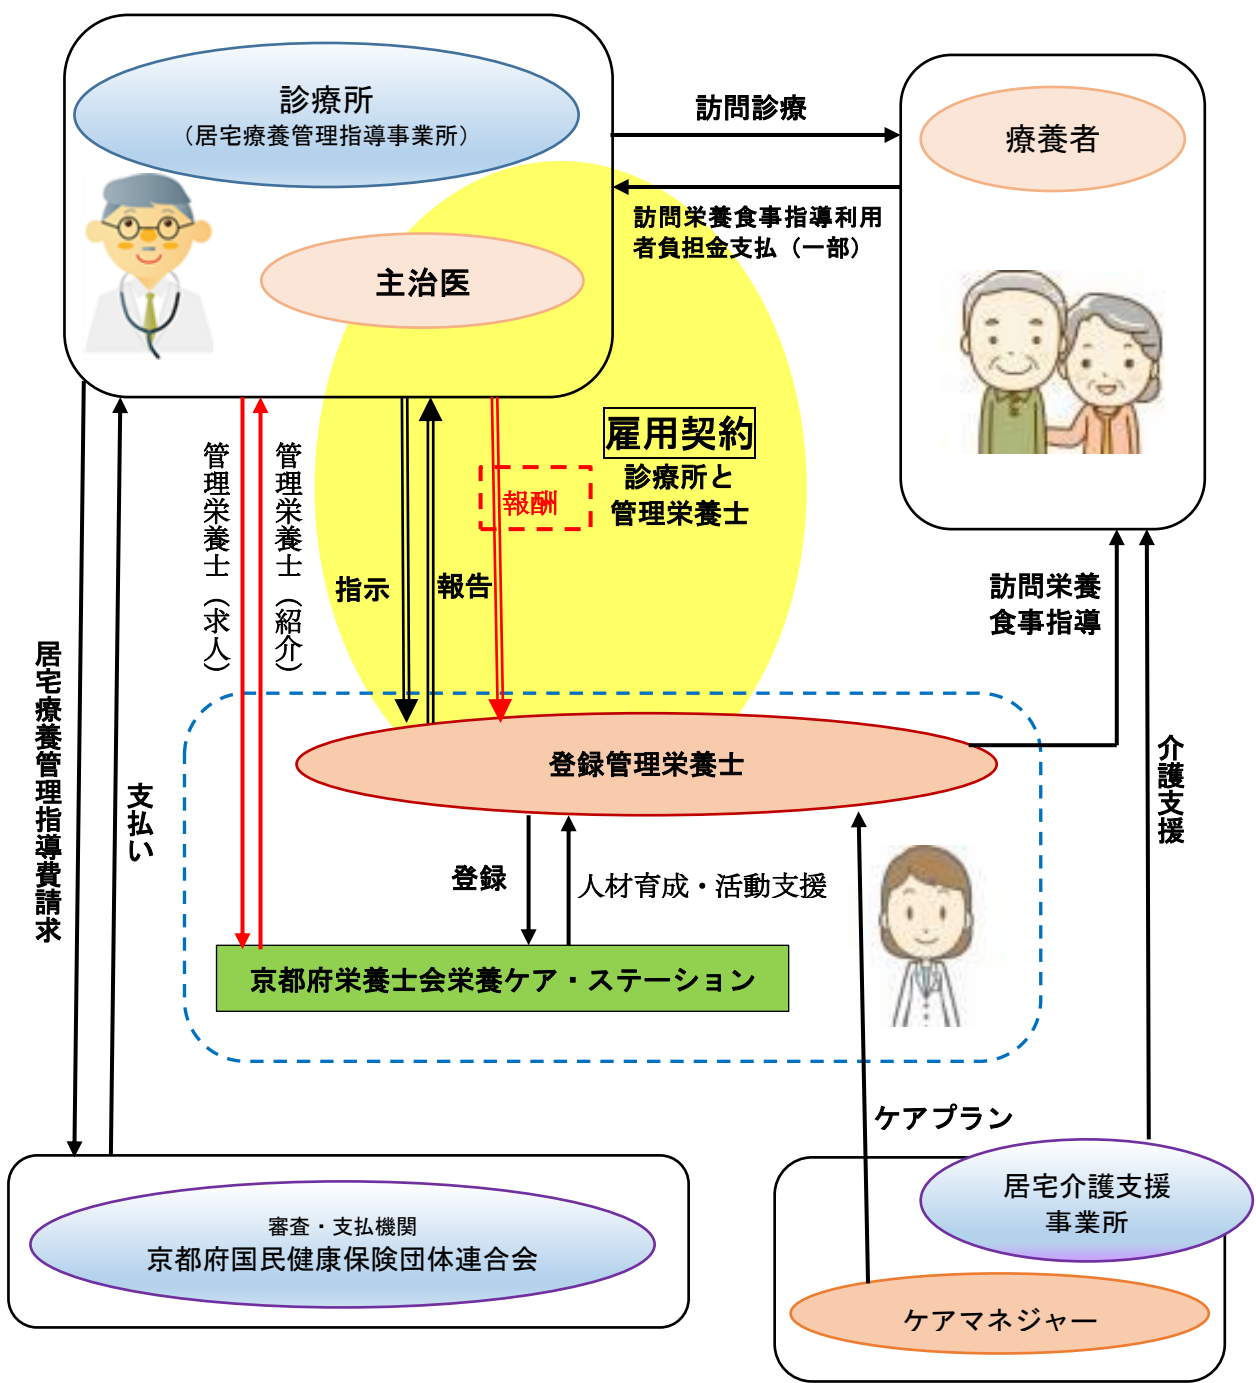 診療所
（居宅療養管理指導事業所）
主治医
訪問診療
療養者
訪問栄養食事指導利用
者負担金支払（一部）
雇用契約
診療所と
管理栄養士
報酬
管理栄養士（求人）
管理栄養士（紹介）
指示
報告
訪問栄養
食事指導
居宅療養管理指導費請求
支払い
介護支援
登録管理栄養士
登録
人材育成・活動支援
京都府栄養士会栄養ケア・ステーション
ケアプラン
審査・支払機関
京都府国民健康保険団体連合会
居宅介護支援
事業所
ケアマネジャー